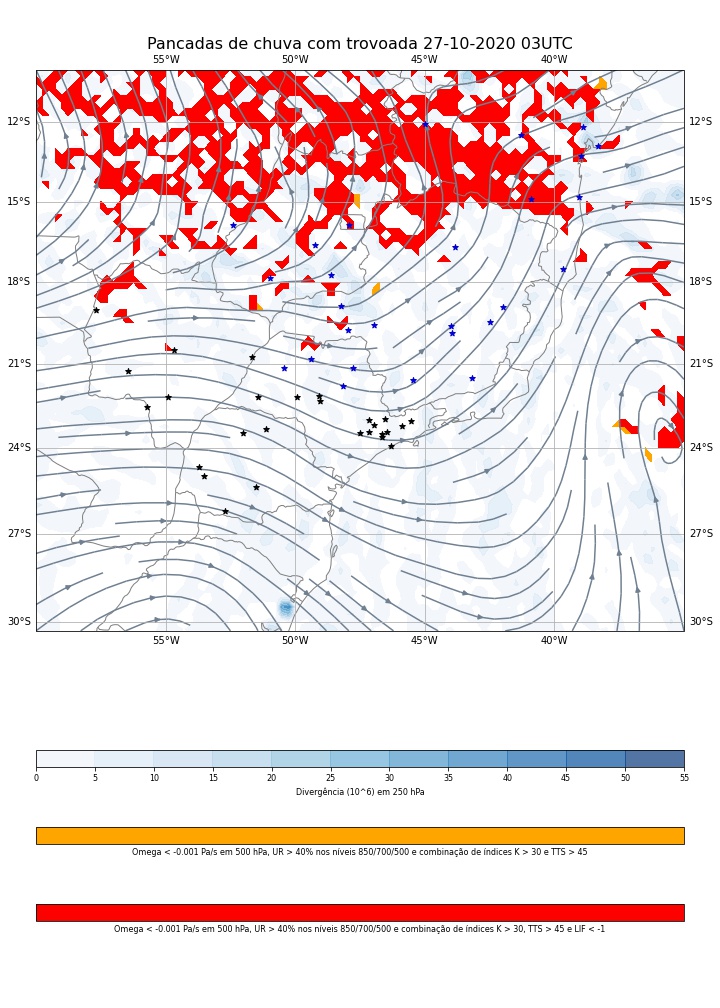 Pancadas de chuva com trovoada 27-10-2020 03UTC
55°W 50°W 45°W 40°W
12°S 12°S
15°S 15°S
18°S 18°S
21°S 21°S
24°S 24°S
27°S 27°S
30°S 30°S
55°W 50°W 45°W 40°W
0 5 10 15 20 25 30 35 40 45 50 55
Divergência (10^6) em 250 hPa
Omega < -0.001 Pa/s em 500 hPa, UR > 40% nos níveis 850/700/500 e combinação de índices K > 30 e TTS > 45
Omega < -0.001 Pa/s em 500 hPa, UR > 40% nos níveis 850/700/500 e combinação de índices K > 30, TTS > 45 e LIF < -1